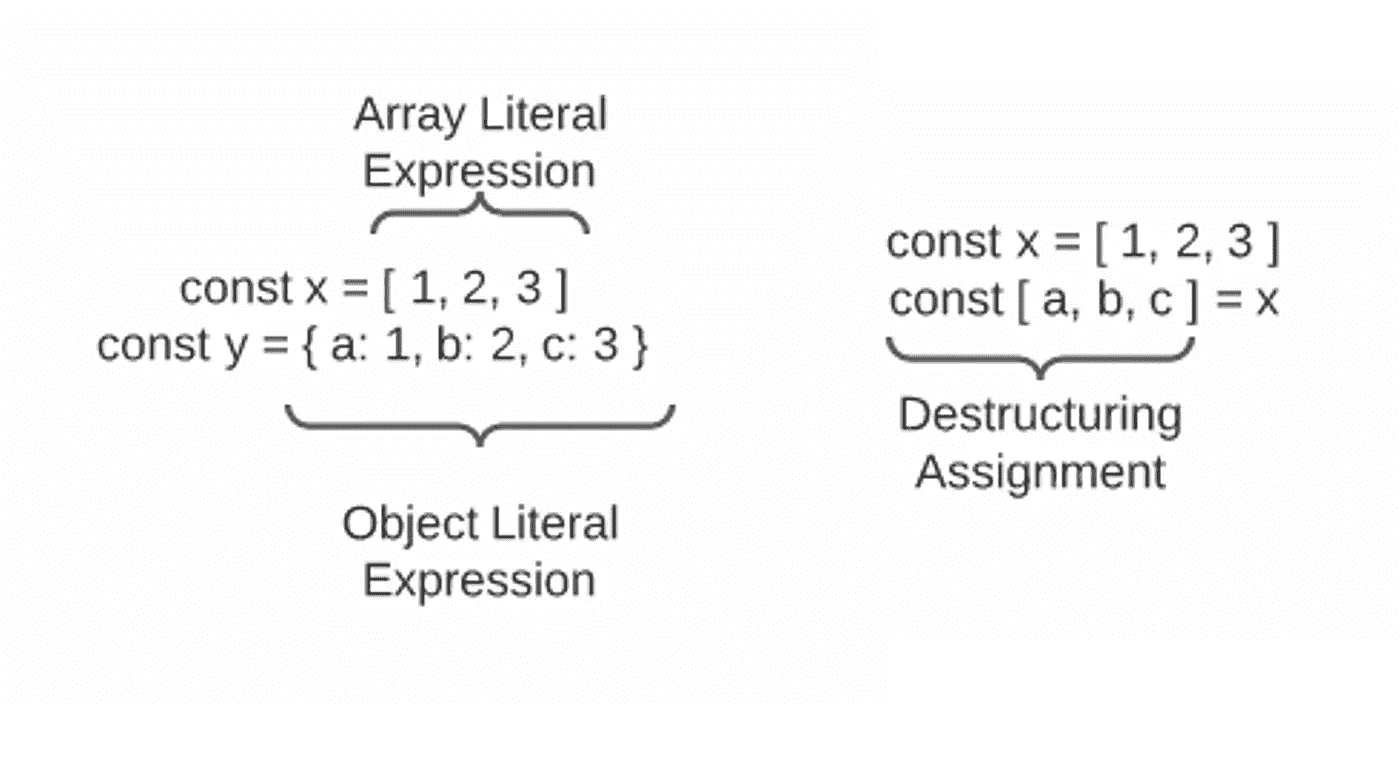 Array Literal
Expression
const x = [ 1, 2, 3 ]
const y = { a: 1, b: 2, c: 3 }
Object Literal
Expression
const x = [ 1, 2, 3 ]
const [ a, b, c ] = x
Destructuring
Assignment